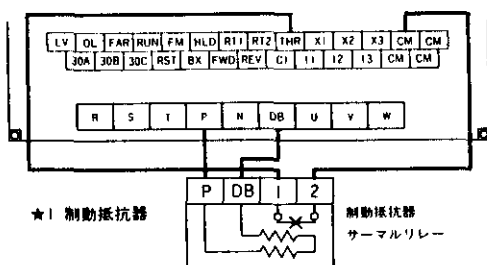 LV OL FAR RUN FM HLD RT1 RT2 THR X1 X2 X3 CM CM
30A 30B 30C RST BX FWD REV C1 11 12 13 CM CM
R S T P N DB U V W
P DB 1 2
★1 制動抵抗器
制動抵抗器
サーマルリレー